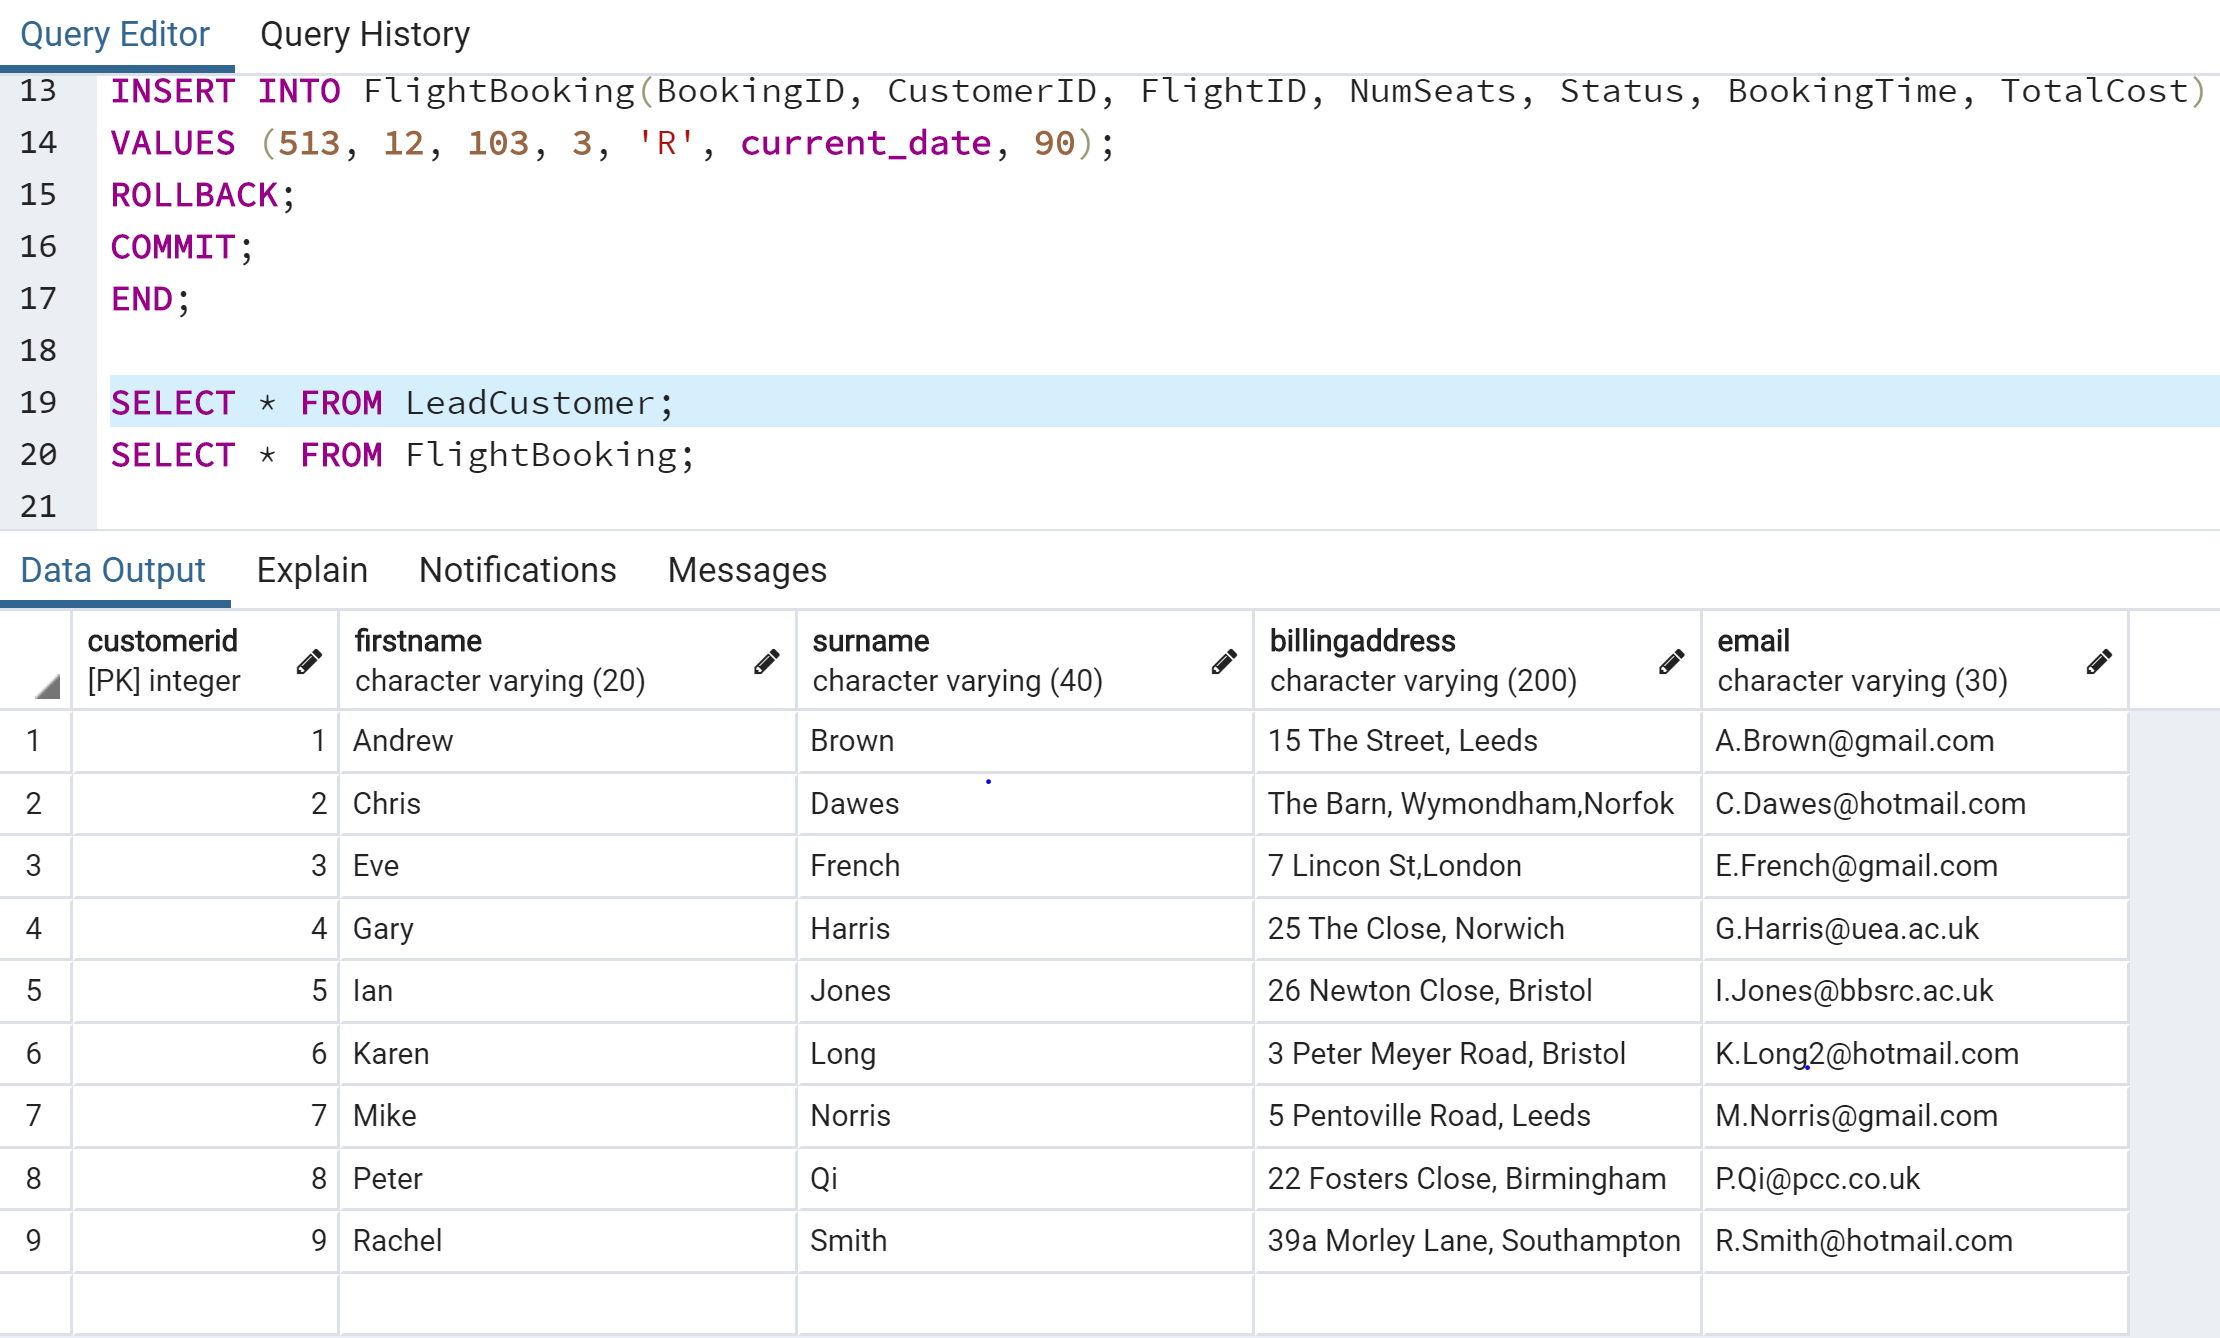 Query Editor Query History
13 INSERT INTO FlightBooking(BookingID, CustomerID, FlightID, NumSeats, Status, BookingTime, TotalCost)
14 VALUES (513, 12, 103, 3, 'R', current_date, 90);
15 ROLLBACK;
16 COMMIT;
17 END;
18
19 SELECT * FROM LeadCustomer;
20 SELECT * FROM FlightBooking;
21
Data Output Explain Notifications Messages
customerid firstname surname billingaddress email
[PK] integer character varying (20) character varying (40) character varying (200) character varying (30)
1 1 Andrew Brown 15 The Street, Leeds A.Brown@gmail.com
2 2 Chris Dawes The Barn, Wymondham,Norfok C.Dawes@hotmail.com
3 3 Eve French 7 Lincon St,London E.French@gmail.com
4 4 Gary Harris 25 The Close, Norwich G.Harris@uea.ac.uk
5 5 Ian Jones 26 Newton Close, Bristol I.Jones@bbsrc.ac.uk
6 6 Karen Long 3 Peter Meyer Road, Bristol K.Long2@hotmail.com
7 7 Mike Norris 5 Pentoville Road, Leeds M.Norris@gmail.com
8 8 Peter Qi 22 Fosters Close, Birmingham P.Qi@pcc.co.uk
9 9 Rachel Smith 39a Morley Lane, Southampton R.Smith@hotmail.com